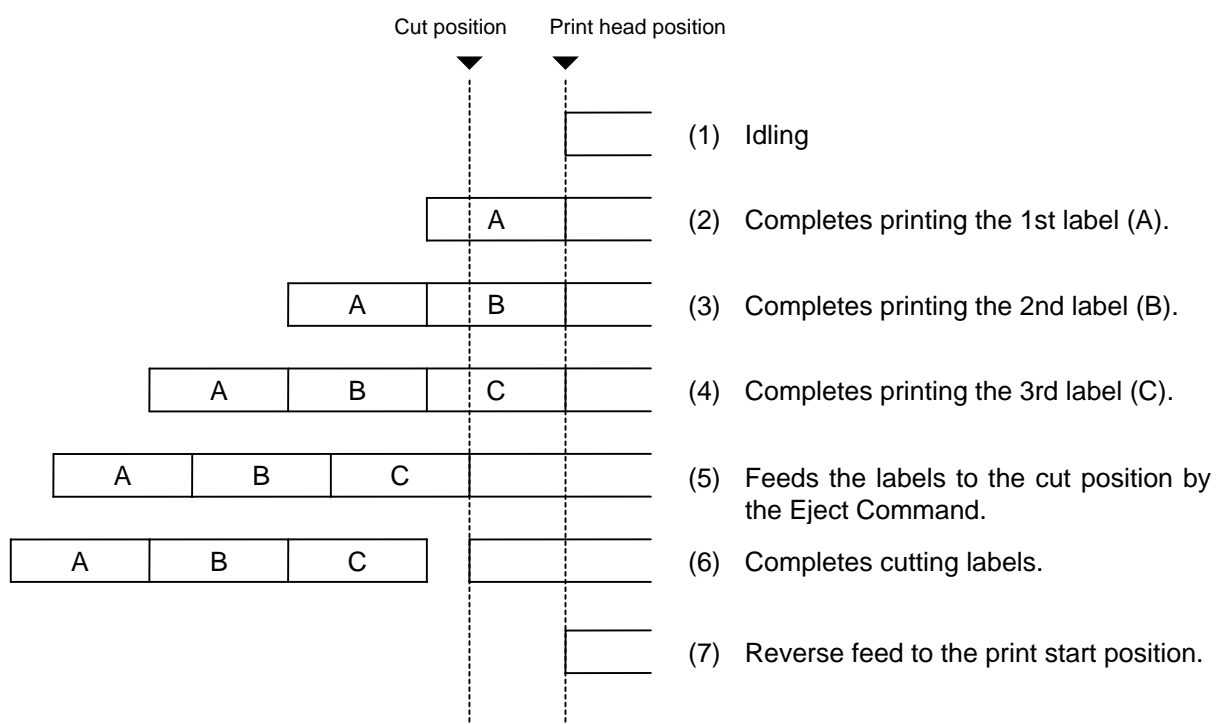 Cut position Print head position
(1) Idling
A (2) Completes printing the 1st label (A).
A B (3) Completes printing the 2nd label (B).
A B C (4) Completes printing the 3rd label (C).
A B C (5) Feeds the labels to the cut position by
the Eject Command.
A B C (6) Completes cutting labels.
(7) Reverse feed to the print start position.